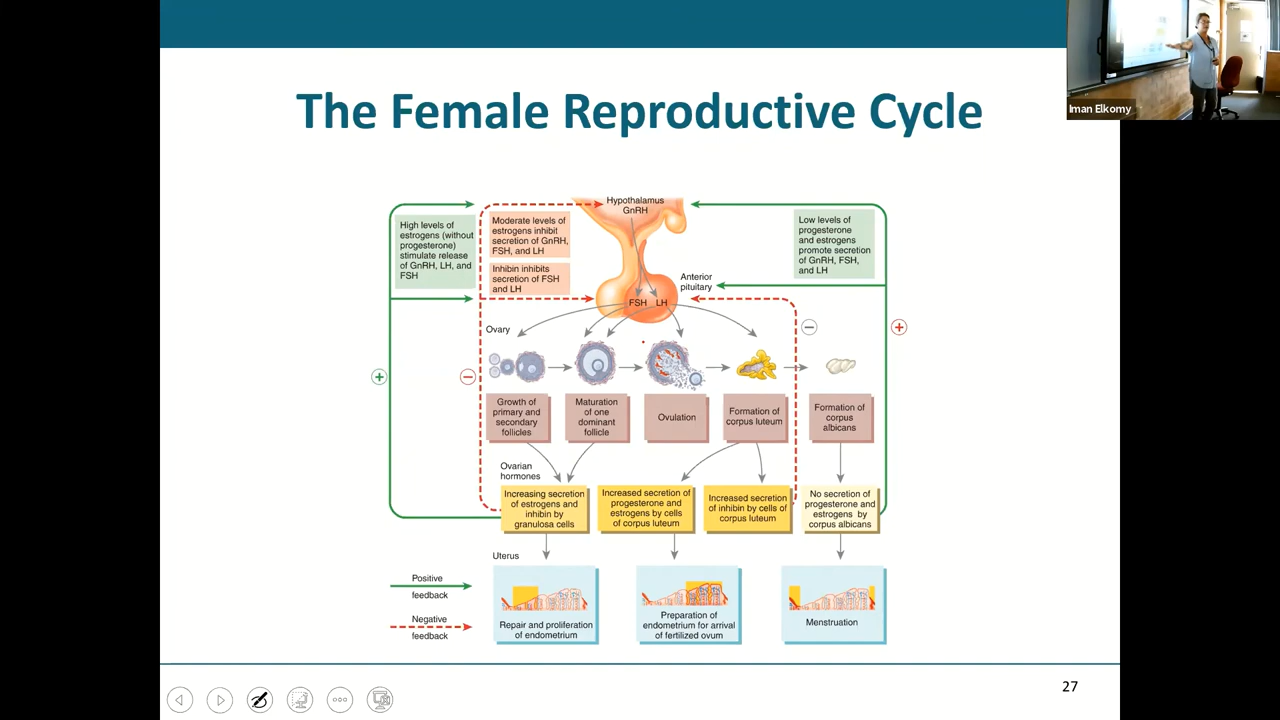 Iman Elkomy
The Female Reproductive Cycle
Hypothalamus
GnRH
High levels of
estrogens (without
progesterone)
stimulate release
of GnRH, LH, and
FSH
Moderate levels of
estrogens inhibit
secretion of GnRH,
FSH, and LH
Inhibin inhibits
secretion of FSH
and LH
Low levels of
progesterone
and estrogens
promote secretion
of GnRH, FSH,
and LH
Anterior
pituitary
FSH LH
Ovary
Growth of
primary and
secondary
follicles
Maturation
of one
dominant
follicle
Ovulation
Formation of
corpus luteum
Formation of
corpus
albicans
Ovarian
hormones
Increasing secretion
of estrogens and
inhibin by
granulosa cells
Increased secretion of
progesterone and
estrogens by cells
of corpus luteum
Increased secretion
of inhibin by cells of
corpus luteum
No secretion of
progesterone and
estrogens by
corpus albicans
Uterus
Positive
feedback
Negative
feedback
Repair and proliferation
of endometrium
Preparation of
endometrium for arrival
of fertilized ovum
Menstruation
27